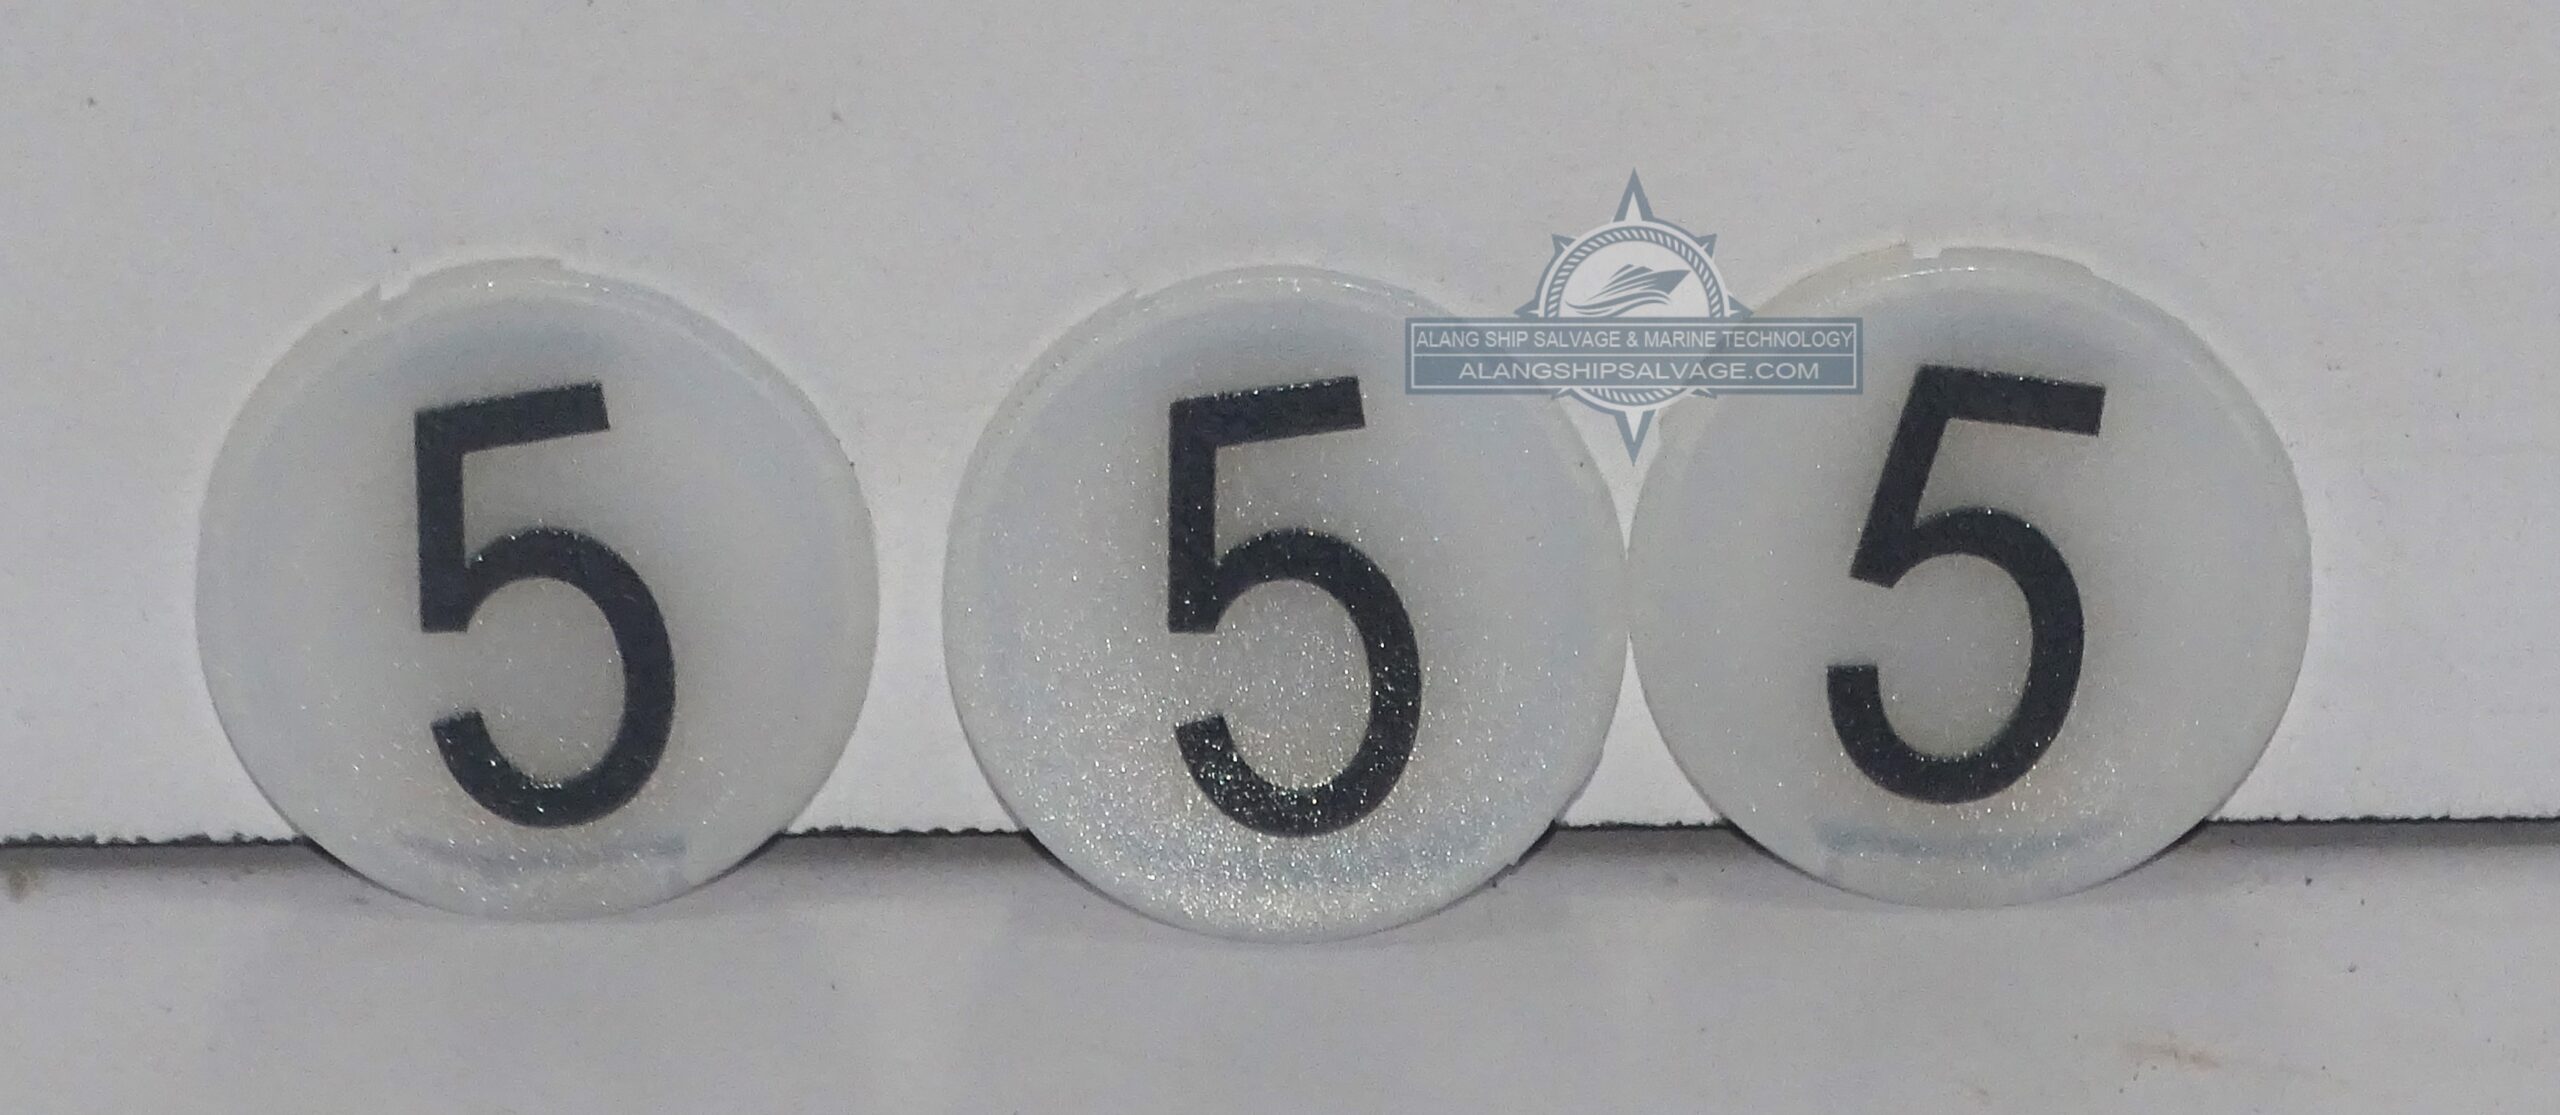 5 5 5
ALANG SHIP SALVAGE & MARINE TECHNOLOGY
ALANGSHIPSALVAGE.COM